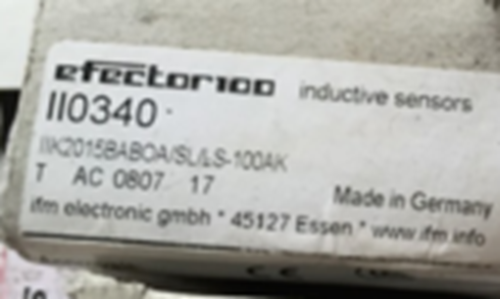 efector100 inductive sensors
II0340
IIK2015BABOA/SL/LS-100AK
T AC 0807 17
Made in Germany
ifm electronic gmbh * 45127 Essen * www.ifm.info
CE